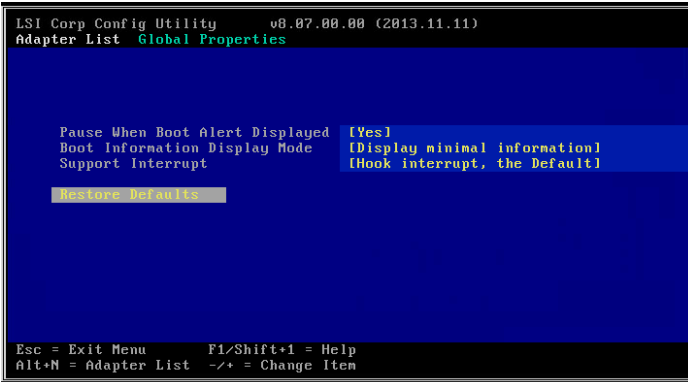 LSI Corp Config Utility v8.07.00.00 (2013.11.11)
Adapter List Global Properties
Pause When Boot Alert Displayed [Yes]
Boot Information Display Mode [Display minimal information]
Support Interrupt [Hook interrupt, the Default]
Restore Defaults
Esc = Exit Menu F1/Shift+1 = Help
Alt+N = Adapter List -/+ = Change Item